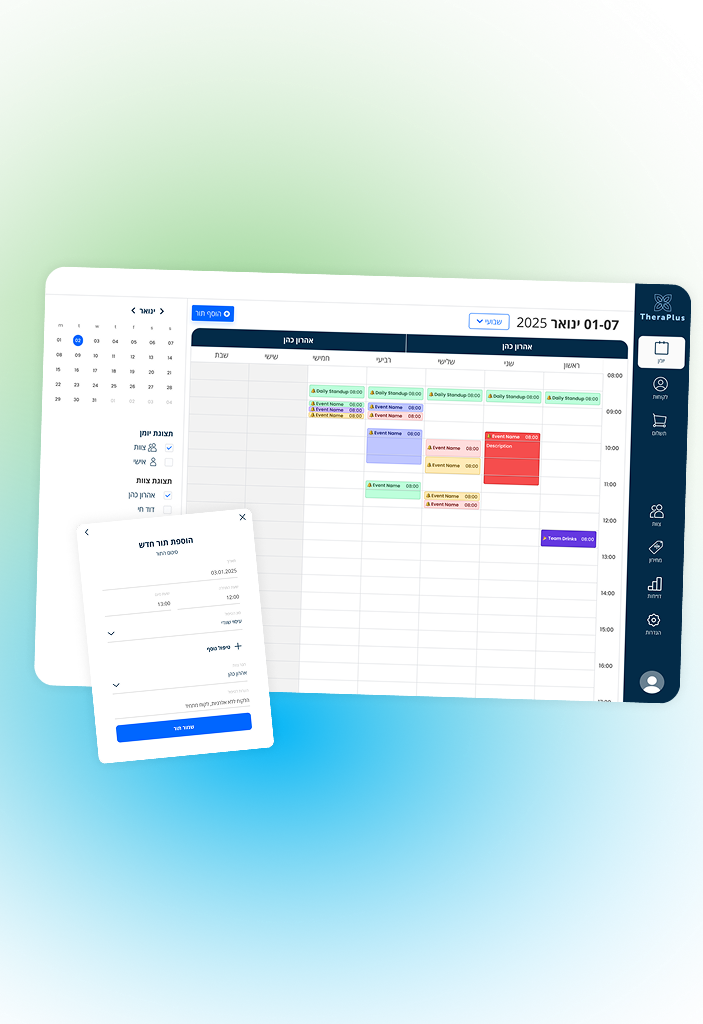 TheraPlus
יומן
לקוחות
תשלום
צוות
מחירון
דוחות
הגדרות
01-07 ינואר 2025
שבועי
הוסף תור
אהרון כהן
אהרון כהן
ראשון
שני
שלישי
רביעי
חמישי
שישי
שבת
08:00
09:00
10:00
11:00
12:00
13:00
14:00
15:00
16:00
Daily Standup 08:00
Daily Standup 08:00
Daily Standup 08:00
Daily Standup 08:00
Daily Standup 08:00
Event Name 08:00
Event Name 08:00
Event Name 08:00
Event Name 08:00
Event Name 08:00
Event Name 08:00
Description
Event Name 08:00
Event Name 08:00
Event Name 08:00
Event Name 08:00
Event Name 08:00
Event Name 08:00
Team Drinks 08:00
ינואר
01 02 03 04 05 06 07
08 09 10 11 12 13 14
15 16 17 18 19 20 21
22 23 24 25 26 27 28
29 30 31 01 02 03 04
תצוגת יומן
צוות
אישי
תצוגת צוות
אהרון כהן
דוד חי
הוספת תור חדש
סיכום התור
03.01.2025
12:00
13:00
עיסוי שוודי
טיפול נוסף
אהרון כהן
שמור תור